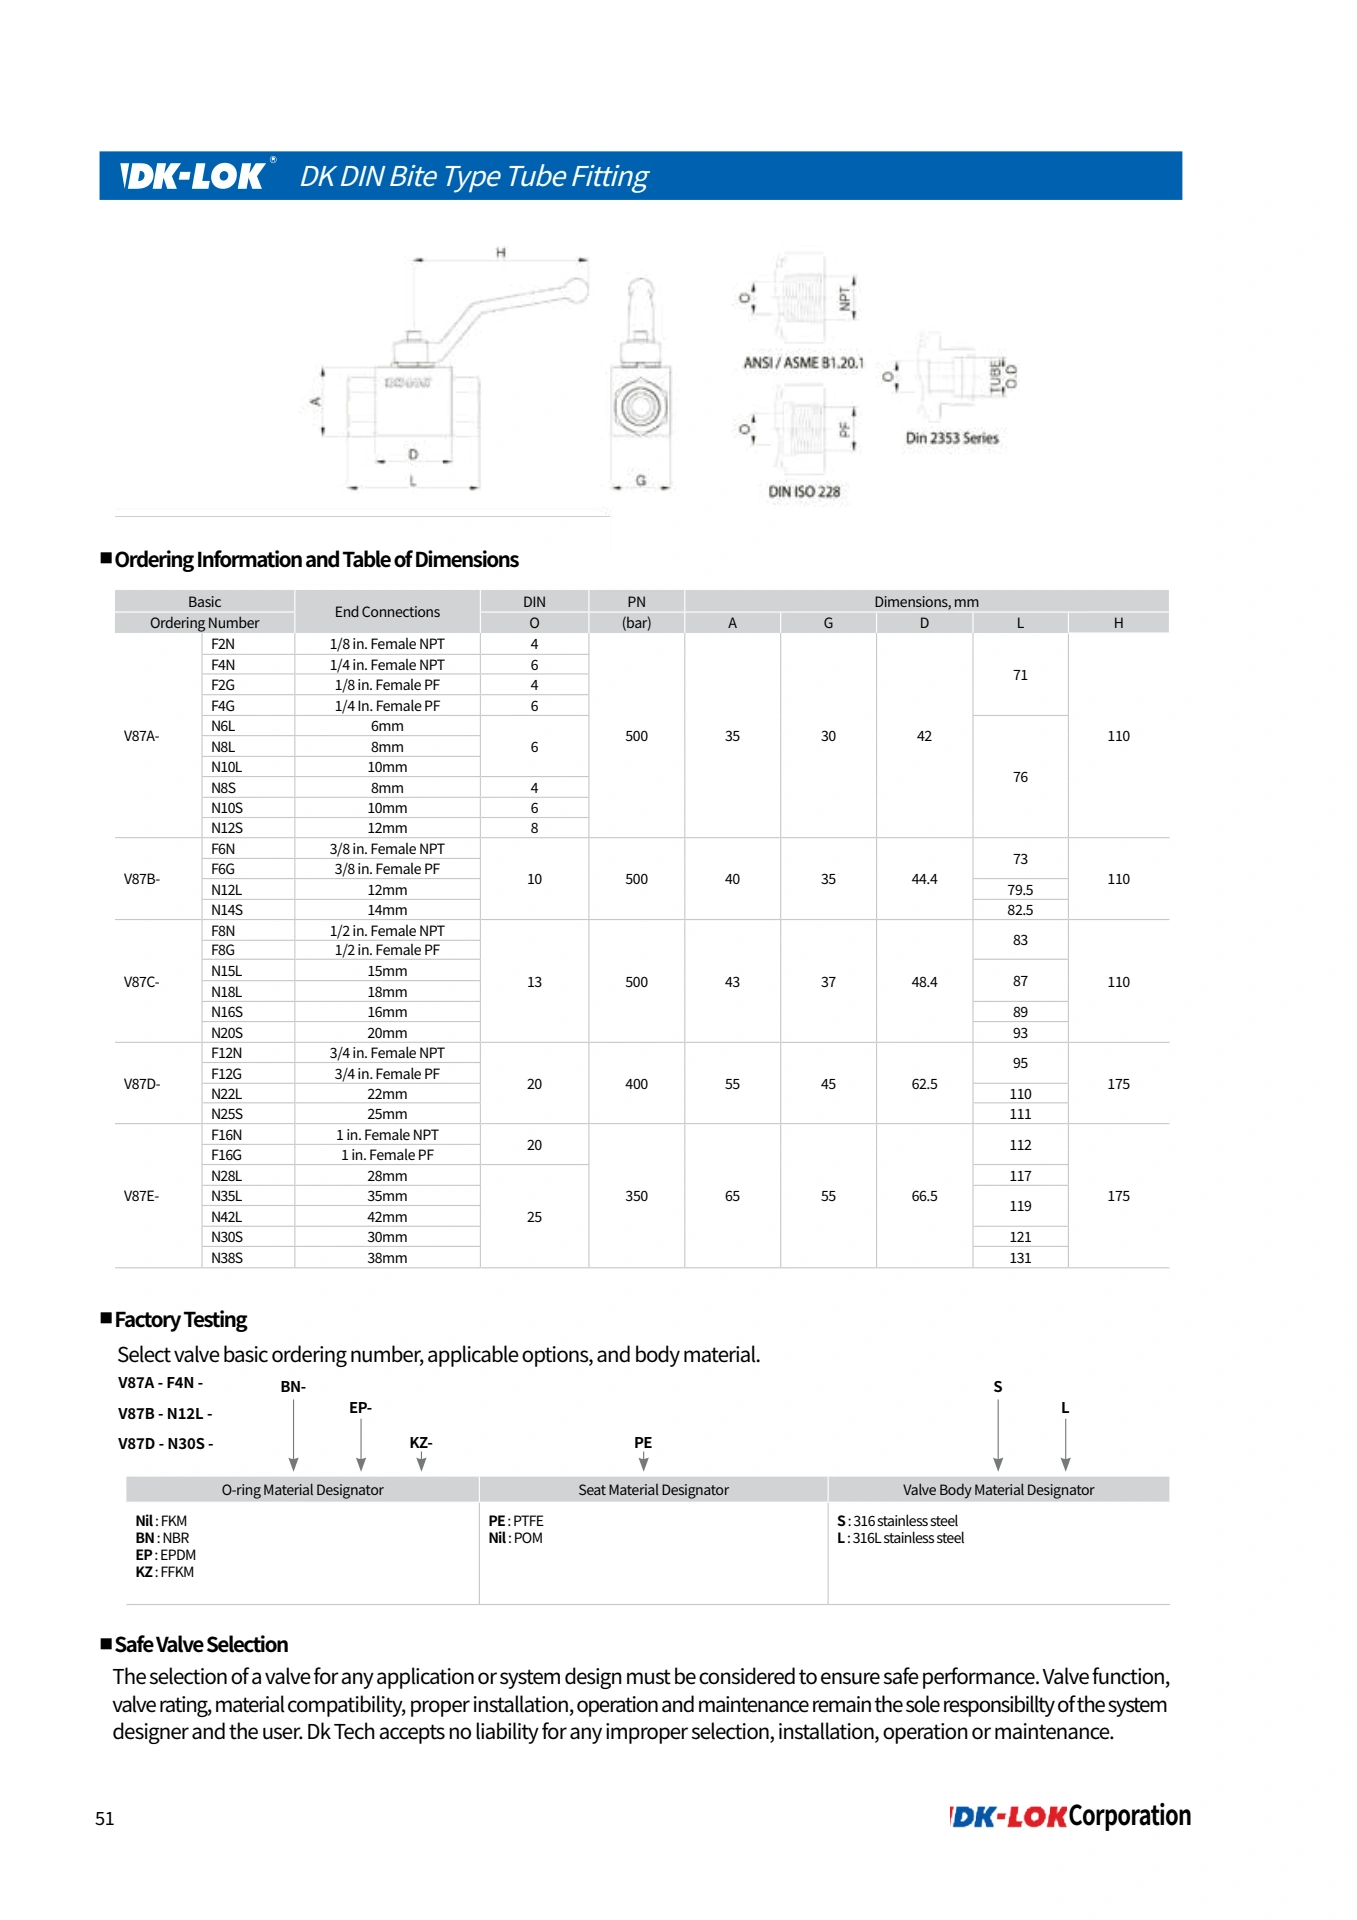 DK-LOK® DK DIN Bite Type Tube Fitting
H
A
D
L
G
O
NPT
ANSI / ASME B1.20.1
O
PF
DIN ISO 228
O
TUBE O.D
Din 2353 Series
DK-LOK
■ Ordering Information and Table of Dimensions
Basic End Connections DIN PN Dimensions, mm
Ordering Number O (bar) A G D L H
V87A- 500 35 30 42 110
F2N 1/8 in. Female NPT 4 71
F4N 1/4 in. Female NPT 6
F2G 1/8 in. Female PF 4
F4G 1/4 In. Female PF 6
N6L 6mm 6 76
N8L 8mm
N10L 10mm
N8S 8mm 4
N10S 10mm 6
N12S 12mm 8
V87B- 10 500 40 35 44.4 110
F6N 3/8 in. Female NPT 73
F6G 3/8 in. Female PF
N12L 12mm 79.5
N14S 14mm 82.5
V87C- 13 500 43 37 48.4 110
F8N 1/2 in. Female NPT 83
F8G 1/2 in. Female PF
N15L 15mm 87
N18L 18mm
N16S 16mm 89
N20S 20mm 93
V87D- 20 400 55 45 62.5 175
F12N 3/4 in. Female NPT 95
F12G 3/4 in. Female PF
N22L 22mm 110
N25S 25mm 111
V87E- 350 65 55 66.5 175
F16N 1 in. Female NPT 20 112
F16G 1 in. Female PF
N28L 28mm 25 117
N35L 35mm 119
N42L 42mm
N30S 30mm 121
N38S 38mm 131
■ Factory Testing
Select valve basic ordering number, applicable options, and body material.
V87A - F4N - BN- S
EP- L
V87B - N12L -
V87D - N30S - KZ- PE
O-ring Material Designator Seat Material Designator Valve Body Material Designator
Nil : FKM PE : PTFE S : 316 stainless steel
BN : NBR Nil : POM L : 316L stainless steel
EP : EPDM
KZ : FFKM
■ Safe Valve Selection
The selection of a valve for any application or system design must be considered to ensure safe performance. Valve function,
valve rating, material compatibility, proper installation, operation and maintenance remain the sole responsibillty of the system
designer and the user. Dk Tech accepts no liability for any improper selection, installation, operation or maintenance.
51
DK-LOK Corporation